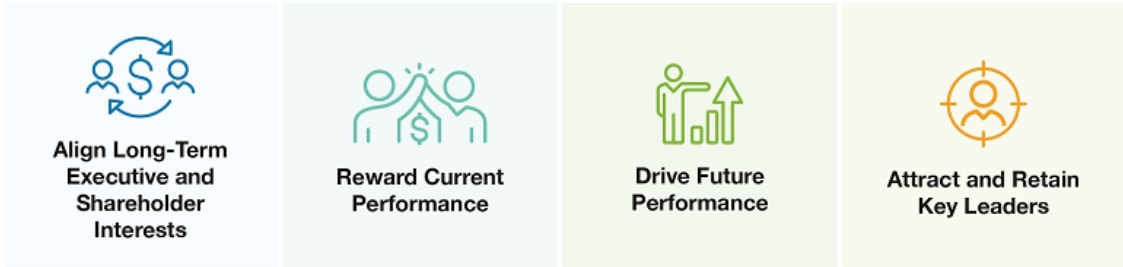 Align Long-Term
Executive and
Shareholder
Interests
$
Reward Current
Performance
$
Drive Future
Performance
Attract and Retain
Key Leaders